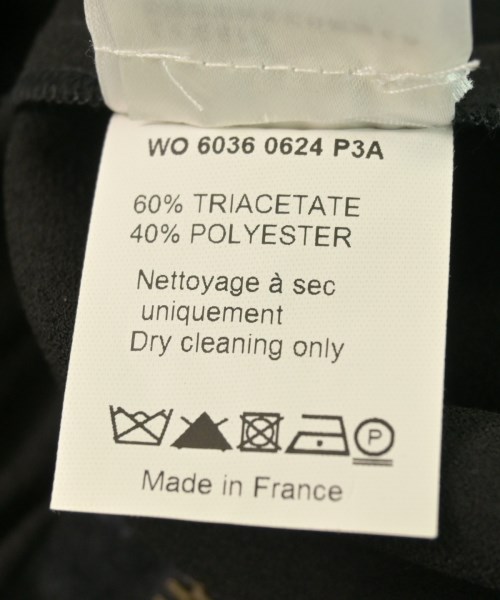 WO 6036 0624 P3A
60% TRIACETATE
40% POLYESTER
Nettoyage à sec
uniquement
Dry cleaning only
P
Made in France